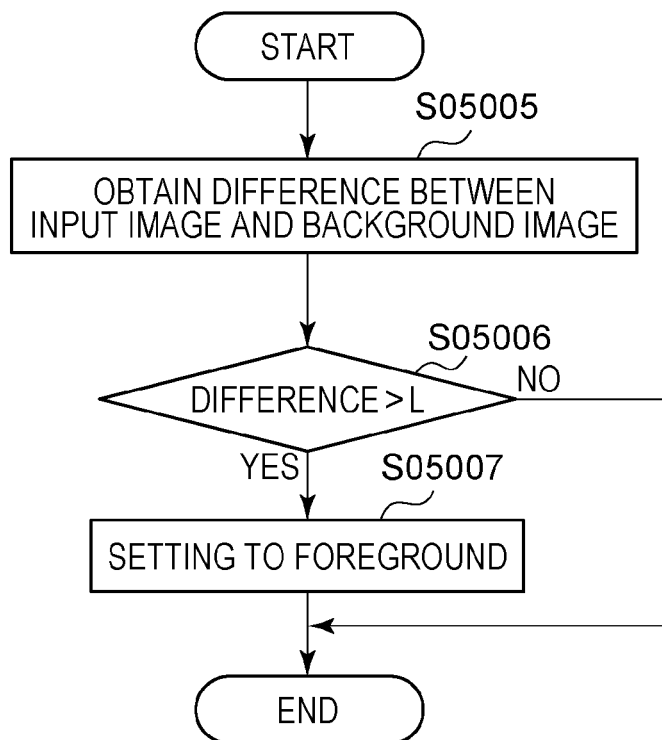 START
S05005
OBTAIN DIFFERENCE BETWEEN
INPUT IMAGE AND BACKGROUND IMAGE
S05006
DIFFERENCE > L
NO
YES
S05007
SETTING TO FOREGROUND
END